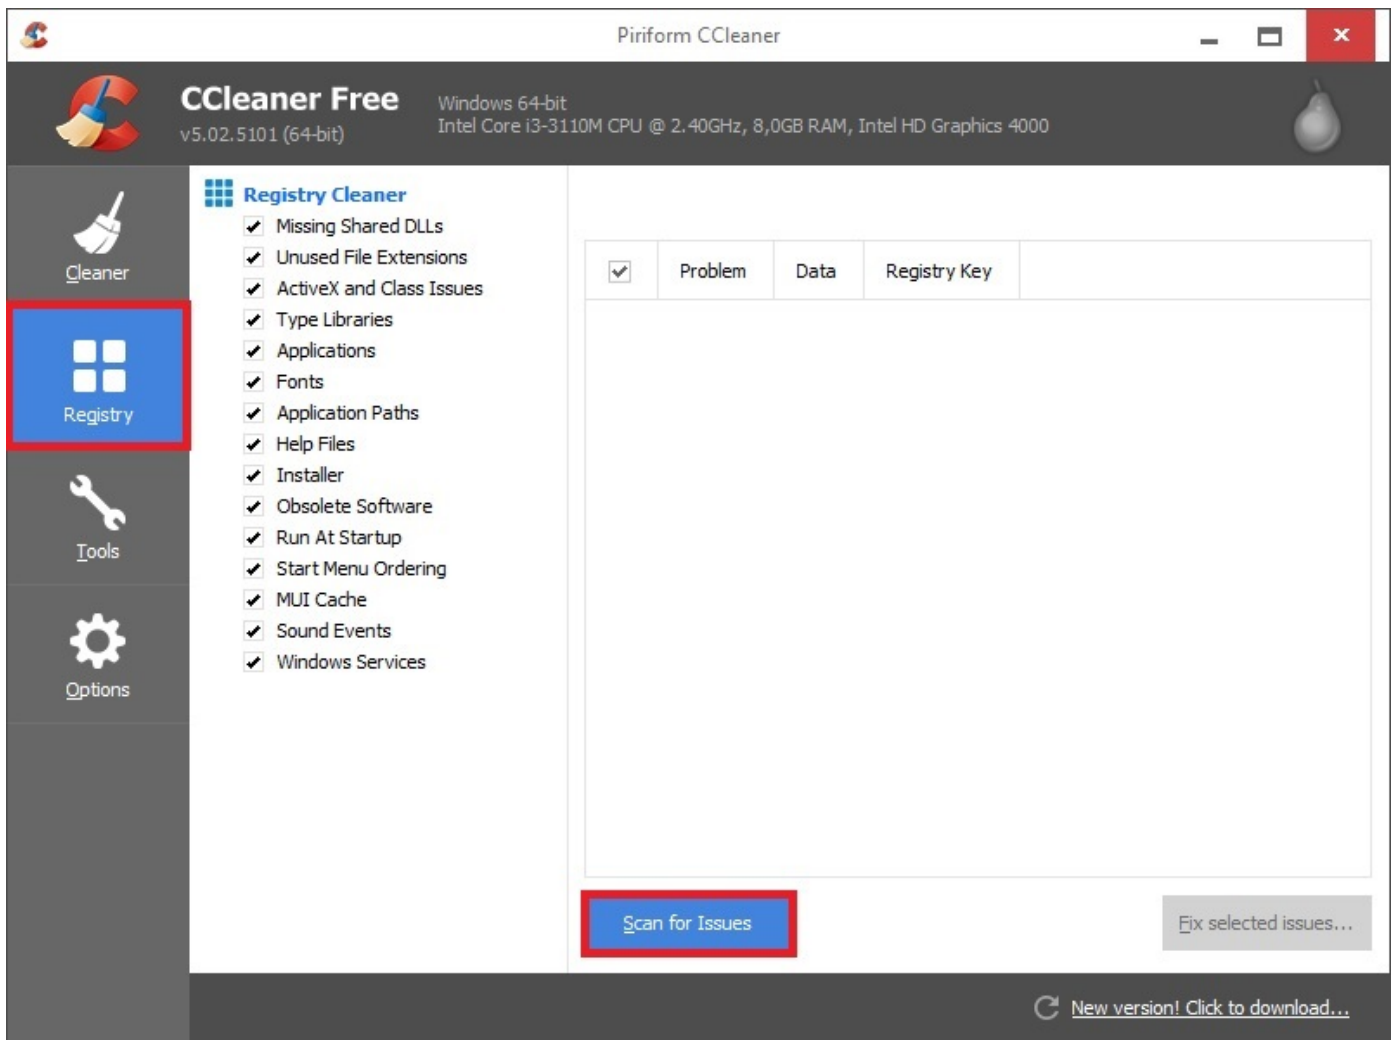 Piriform CCleaner
CCleaner Free
v5.02.5101 (64-bit)
Windows 64-bit
Intel Core i3-3110M CPU @ 2.40GHz, 8,0GB RAM, Intel HD Graphics 4000
Cleaner
Registry
Tools
Options
Registry Cleaner
Missing Shared DLLs
Unused File Extensions
ActiveX and Class Issues
Type Libraries
Applications
Fonts
Application Paths
Help Files
Installer
Obsolete Software
Run At Startup
Start Menu Ordering
MUI Cache
Sound Events
Windows Services
Problem Data Registry Key
Scan for Issues
Fix selected issues...
New version! Click to download...